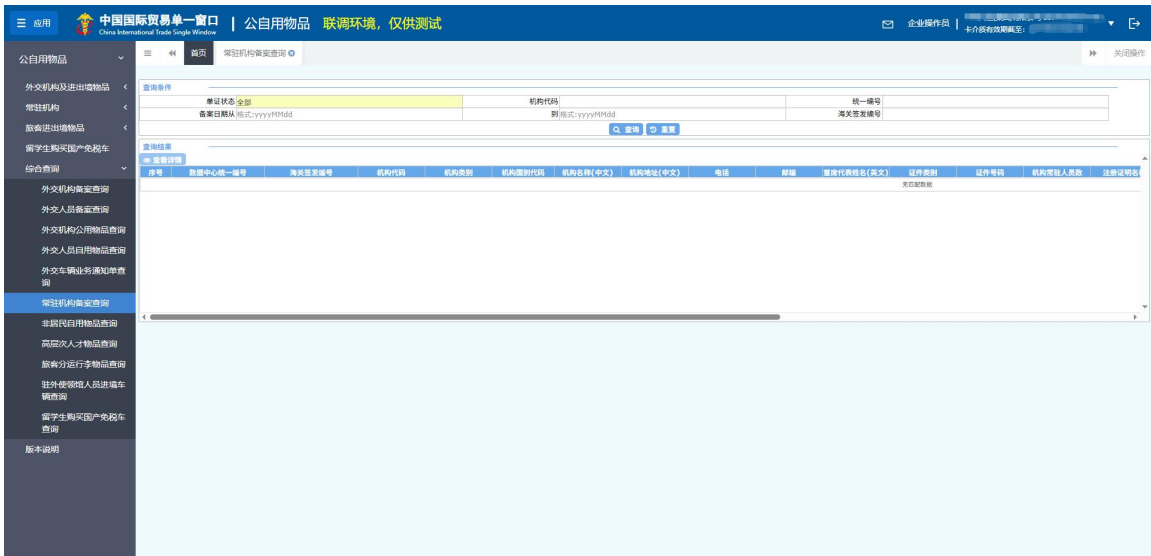 应用
中国国际贸易单一窗口
China International Trade Single Window
| 公自用物品
联调环境，仅供测试
企业操作员 |
卡介质有效期截至:
公自用物品
首页
常驻机构备案查询
关闭操作
外交机构及进出境物品
常驻机构
旅客进出境物品
留学生购买国产免税车
综合查询
外交机构备案查询
外交人员备案查询
外交机构公用物品查询
外交人员自用物品查询
外交车辆业务通知单查
询
常驻机构备案查询
非居民自用物品查询
高层次人才物品查询
旅客分运行李物品查询
驻外使领馆人员进境车
辆查询
留学生购买国产免税车
查询
版本说明
查询条件
单证状态 全部 机构代码 统一编号
备案日期从 格式:yyyyMMdd 到 格式:yyyyMMdd 海关签发编号
查询 重置
查询结果
查看详情
序号 数据中心统一编号 海关签发编号 机构代码 机构类别 机构国别代码 机构名称(中文) 机构地址(中文) 电话 邮编 首席代表姓名(英文) 证件类别 证件号码 机构常驻人员数 注册证明名
无匹配数据